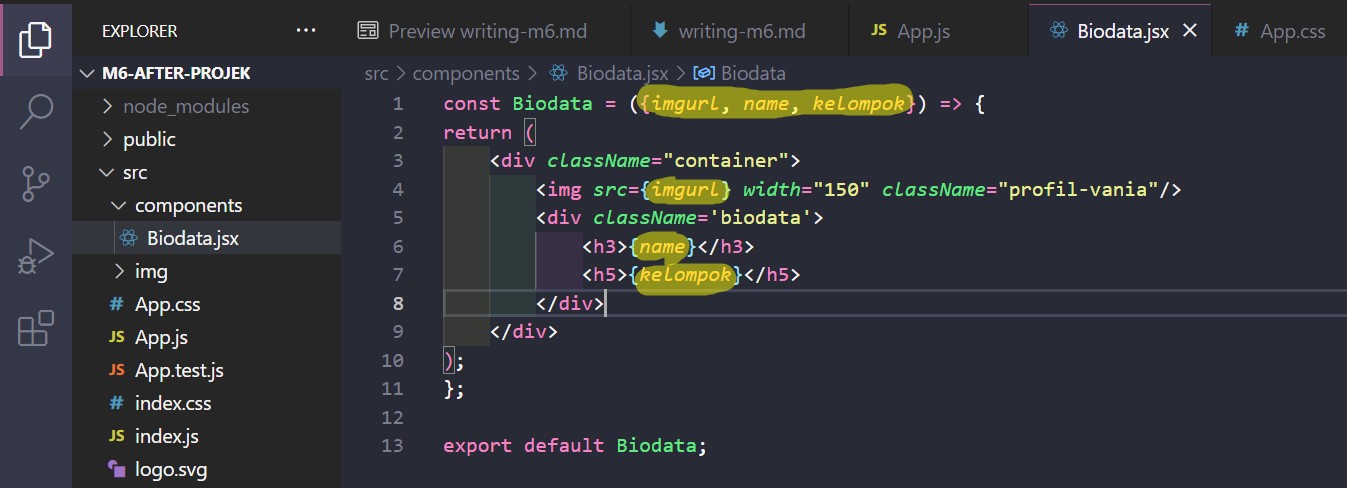 EXPLORER ···
Preview writing-m6.md
writing-m6.md
JS App.js
Biodata.jsx
# App.css
M6-AFTER-PROJEK
node_modules
public
src
components
Biodata.jsx
img
# App.css
JS App.js
JS App.test.js
# index.css
JS index.js
logo.svg
src > components > Biodata.jsx > Biodata
1 const Biodata = ({imgurl, name, kelompok}) => {
2 return (
3 <div className="container">
4 <img src={imgurl} width="150" className="profil-vania"/>
5 <div className='biodata'>
6 <h3>{name}</h3>
7 <h5>{kelompok}</h5>
8 </div>
9 </div>
10 );
11 };
12
13 export default Biodata;